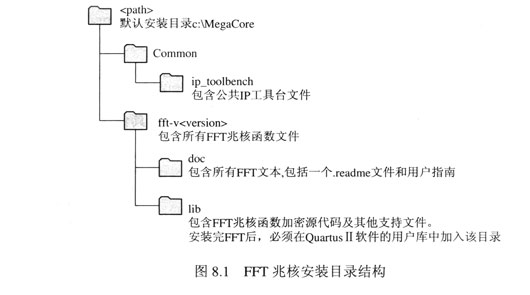 <path>
默认安装目录c:\MegaCore
Common
ip_toolbench
包含公共IP工具台文件
fft-v<version>
包含所有FFT兆核函数文件
doc
包含所有FFT文本,包括一个.readme文件和用户指南
lib
包含FFT兆核函数加密源代码及其他支持文件。
安装完FFT后，必须在QuartusⅡ软件的用户库中加入该目录
图 8.1 FFT 兆核安装目录结构